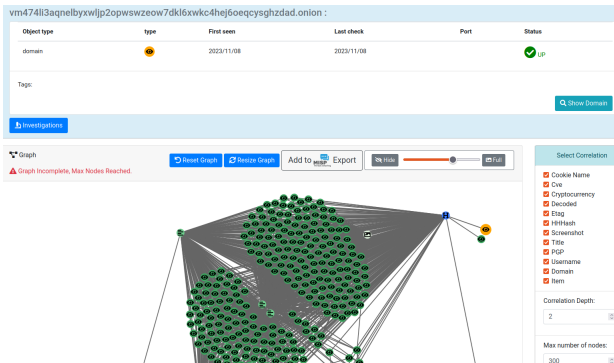 vm474li3aqnelbyxwljp2opwswzeow7dkl6xwkc4hej6oeqcysghzdad.onion :
Object type type First seen Last check Port Status
domain 2023/11/08 2023/11/08 UP
Tags:
Show Domain
Investigations
Graph
Reset Graph Resize Graph Add to MISP Export Hide Full
Graph Incomplete, Max Nodes Reached.
Select Correlation
Cookie Name
Cve
Cryptocurrency
Decoded
Etag
HHHash
Screenshot
Title
PGP
Username
Domain
Item
Correlation Depth:
2
Max number of nodes:
300